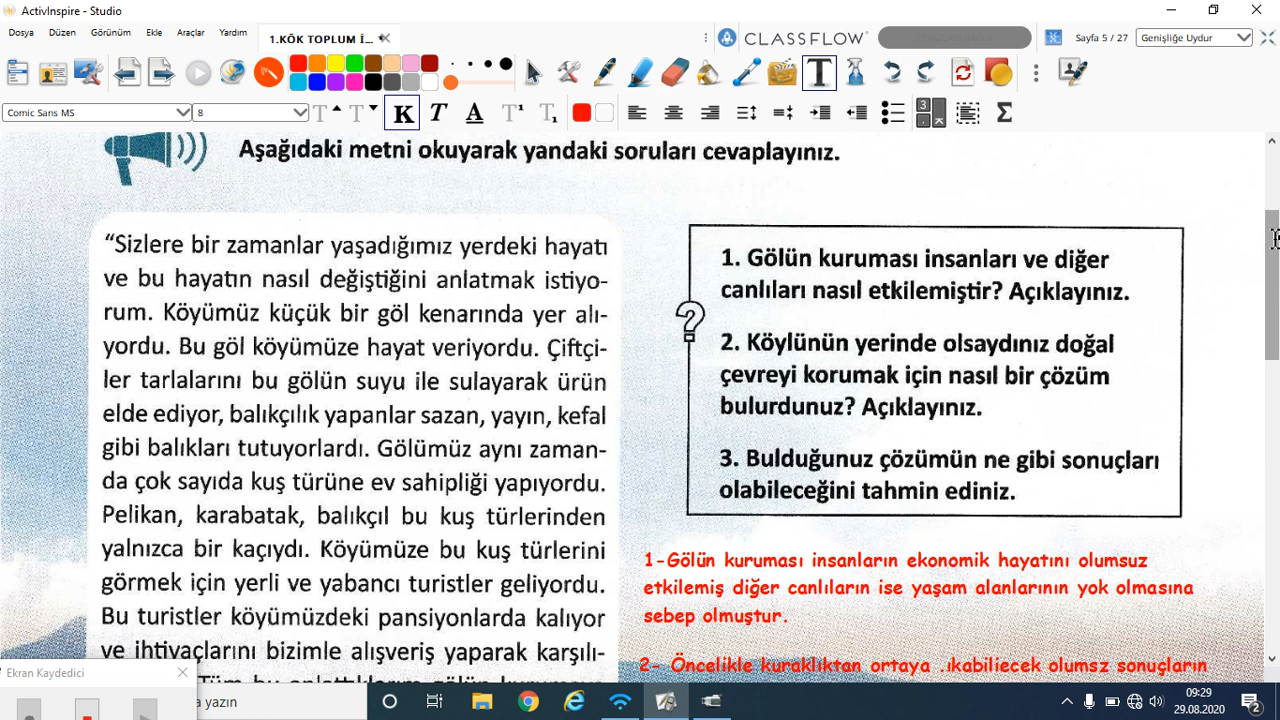 ActivInspire - Studio
Dosya Düzen Görünüm Ekle Araçlar Yardım
1.KÖK TOPLUM İ...
CLASSFLOW
Sayfa 5 / 27
Genişliğe Uydur
Comic Sans MS
8
Aşağıdaki metni okuyarak yandaki soruları cevaplayınız.
“Sizlere bir zamanlar yaşadığımız yerdeki hayatı
ve bu hayatın nasıl değiştiğini anlatmak istiyo-
rum. Köyümüz küçük bir göl kenarında yer alı-
yordu. Bu göl köyümüze hayat veriyordu. Çiftçi-
ler tarlalarını bu gölün suyu ile sulayarak ürün
elde ediyor, balıkçılık yapanlar sazan, yayın, kefal
gibi balıkları tutuyorlardı. Gölümüz aynı zaman-
da çok sayıda kuş türüne ev sahipliği yapıyordu.
Pelikan, karabatak, balıkçıl bu kuş türlerinden
yalnızca bir kaçıydı. Köyümüze bu kuş türlerini
görmek için yerli ve yabancı turistler geliyordu.
Bu turistler köyümüzdeki pansiyonlarda kalıyor
ve ihtiyaçlarını bizimle alışveriş yaparak karşılı-
?
1. Gölün kuruması insanları ve diğer
canlıları nasıl etkilemiştir? Açıklayınız.
2. Köylünün yerinde olsaydınız doğal
çevreyi korumak için nasıl bir çözüm
bulurdunuz? Açıklayınız.
3. Bulduğunuz çözümün ne gibi sonuçları
olabileceğini tahmin ediniz.
1-Gölün kuruması insanların ekonomik hayatını olumsuz
etkilemiş diğer canlıların ise yaşam alanlarının yok olmasına
sebep olmuştur.
2- Öncelikle kuraklıktan ortaya .ıkabiliecek olumsz sonuçların
Ekran Kaydedici
a yazın
09:29
29.08.2020
2